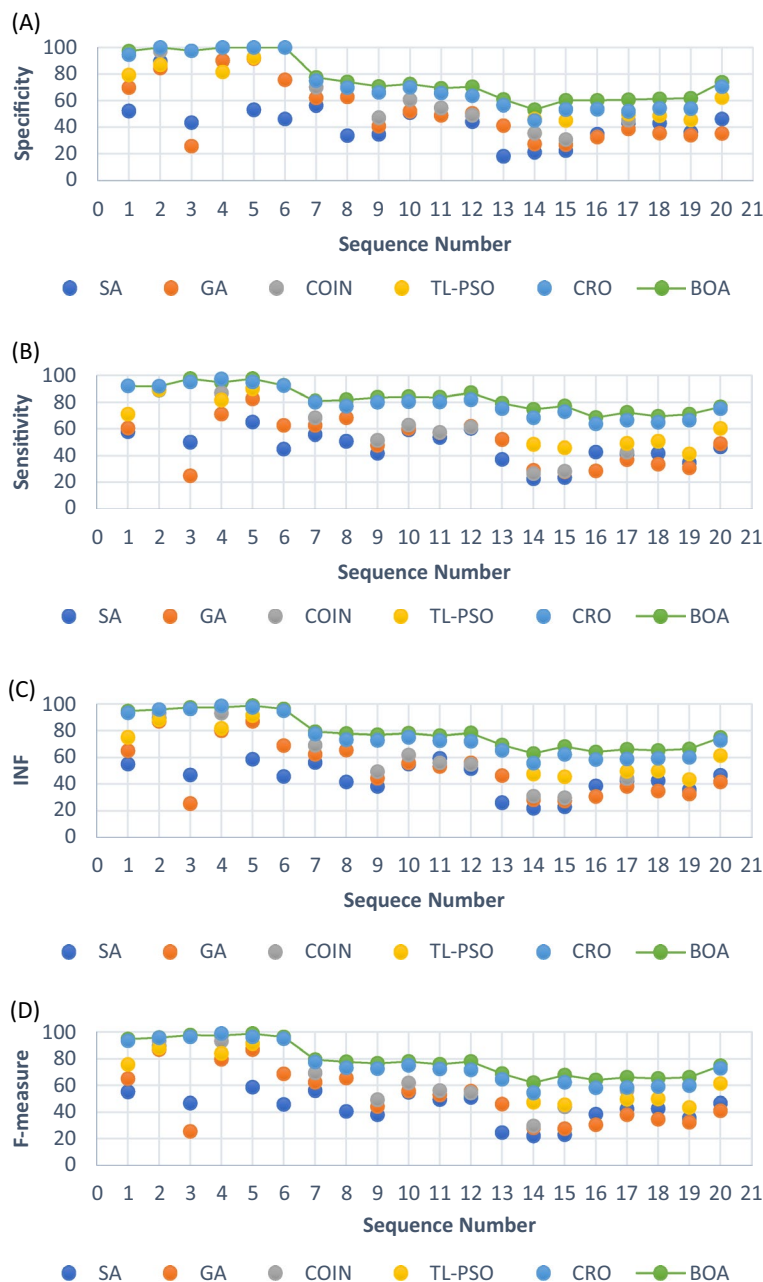 (A)
Specificity
100
80
60
40
20
0
0 1 2 3 4 5 6 7 8 9 10 11 12 13 14 15 16 17 18 19 20 21
Sequence Number
SA GA COIN TL-PSO CRO BOA
(B)
Sensitivity
100
80
60
40
20
0
0 1 2 3 4 5 6 7 8 9 10 11 12 13 14 15 16 17 18 19 20 21
Sequence Number
SA GA COIN TL-PSO CRO BOA
(C)
INF
100
80
60
40
20
0
0 1 2 3 4 5 6 7 8 9 10 11 12 13 14 15 16 17 18 19 20 21
Sequece Number
SA GA COIN TL-PSO CRO BOA
(D)
F-measure
100
80
60
40
20
0
0 1 2 3 4 5 6 7 8 9 10 11 12 13 14 15 16 17 18 19 20 21
Sequence Number
SA GA COIN TL-PSO CRO BOA